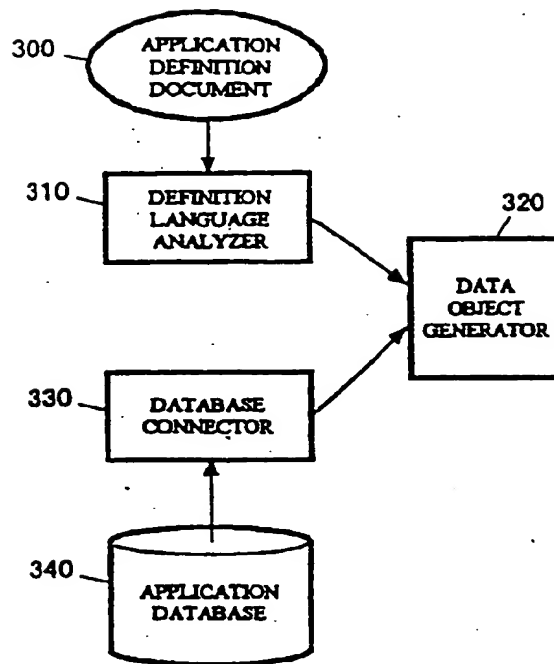 300
APPLICATION
DEFINITION
DOCUMENT
310
DEFINITION
LANGUAGE
ANALYZER
320
DATA
OBJECT
GENERATOR
330
DATABASE
CONNECTOR
340
APPLICATION
DATABASE